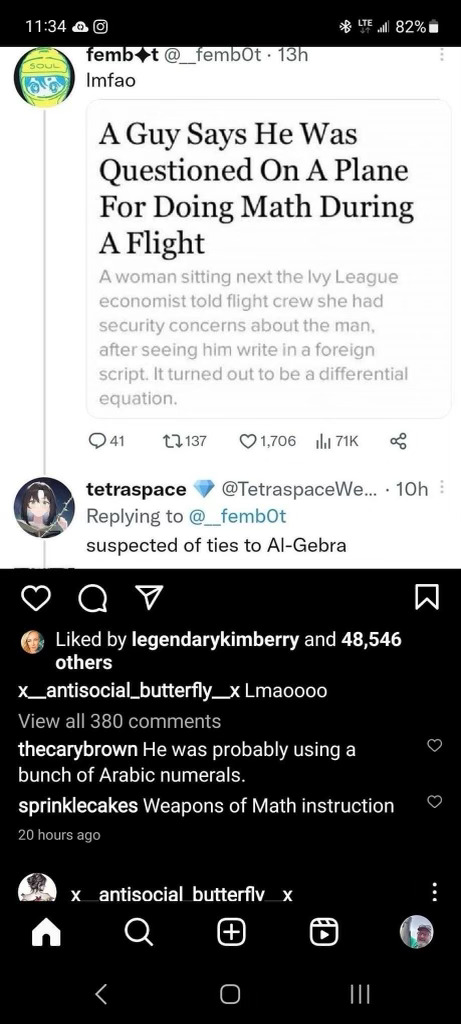 11:34 LTE 82%
SOUL
femb✦t @__femb0t · 13h
lmfao
A Guy Says He Was
Questioned On A Plane
For Doing Math During
A Flight
A woman sitting next the Ivy League
economist told flight crew she had
security concerns about the man,
after seeing him write in a foreign
script. It turned out to be a differential
equation.
41 137 1,706 71K
tetraspace 💎 @TetraspaceWe... · 10h
Replying to @__femb0t
suspected of ties to Al-Gebra
Liked by legendarykimberry and 48,546
others
x__antisocial_butterfly__x Lmaoooo
View all 380 comments
thecarybrown He was probably using a
bunch of Arabic numerals.
sprinklecakes Weapons of Math instruction
20 hours ago
x__antisocial_butterfly__x